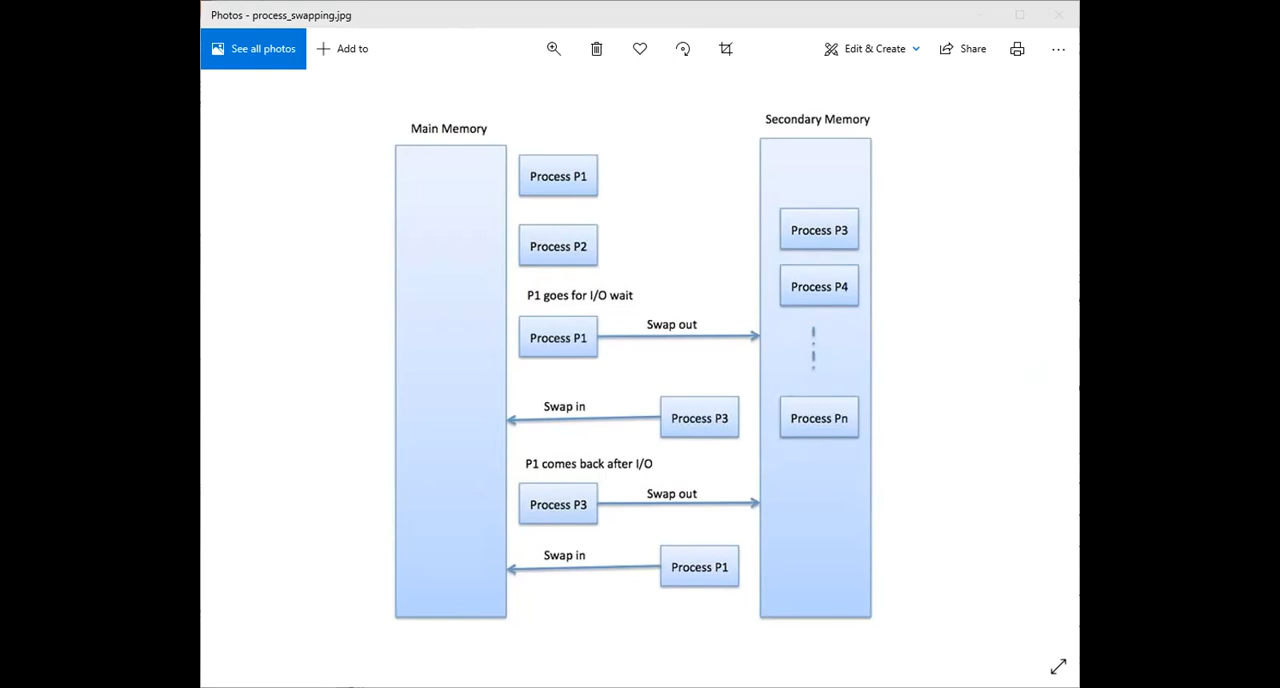 Photos - process_swapping.jpg
See all photos
Add to
Edit & Create
Share
Main Memory
Secondary Memory
Process P1
Process P2
Process P3
Process P4
P1 goes for I/O wait
Process P1
Swap out
Swap in
Process P3
Process Pn
P1 comes back after I/O
Process P3
Swap out
Swap in
Process P1